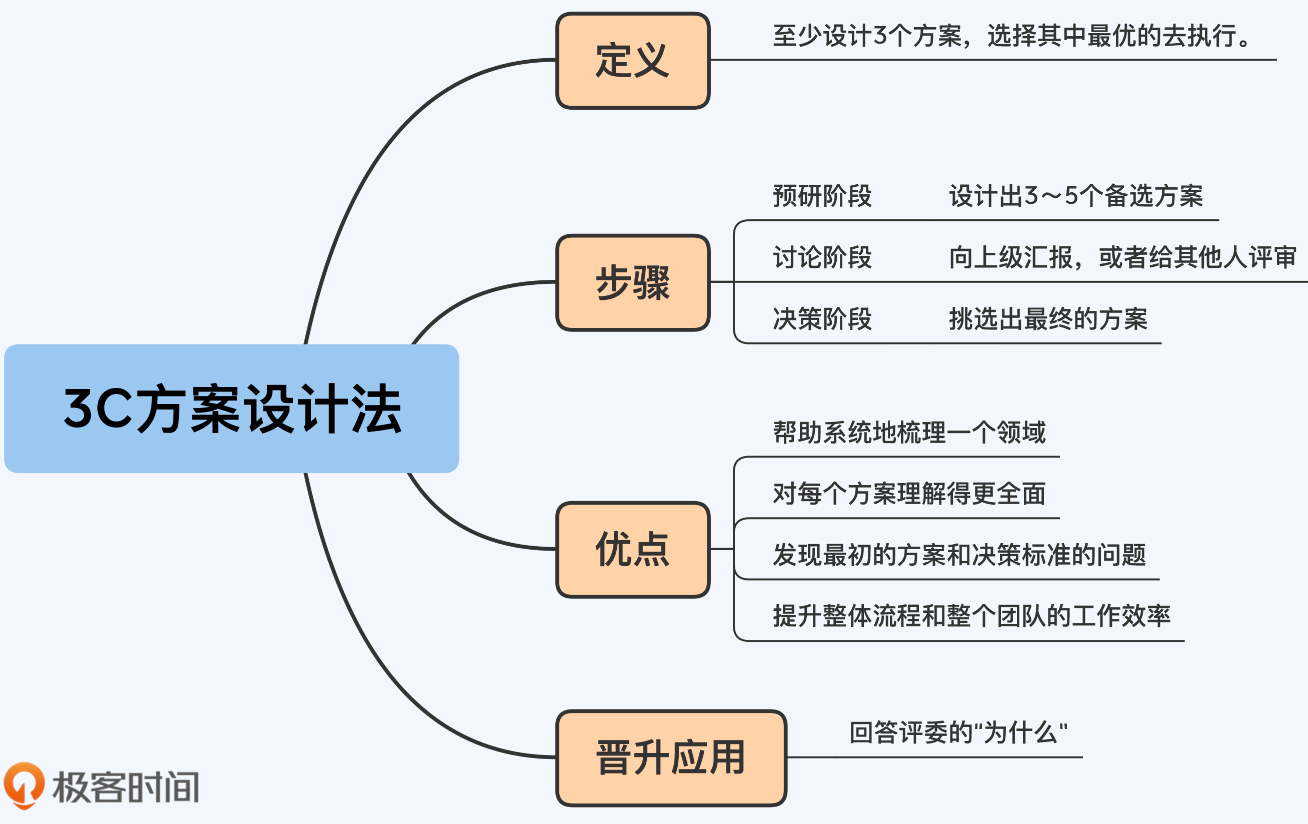 定义
至少设计3个方案，选择其中最优的去执行。
步骤
预研阶段 设计出3～5个备选方案
讨论阶段 向上级汇报，或者给其他人评审
决策阶段 挑选出最终的方案
3C方案设计法
优点
帮助系统地梳理一个领域
对每个方案理解得更全面
发现最初的方案和决策标准的问题
提升整体流程和整个团队的工作效率
晋升应用
回答评委的"为什么"
极客时间